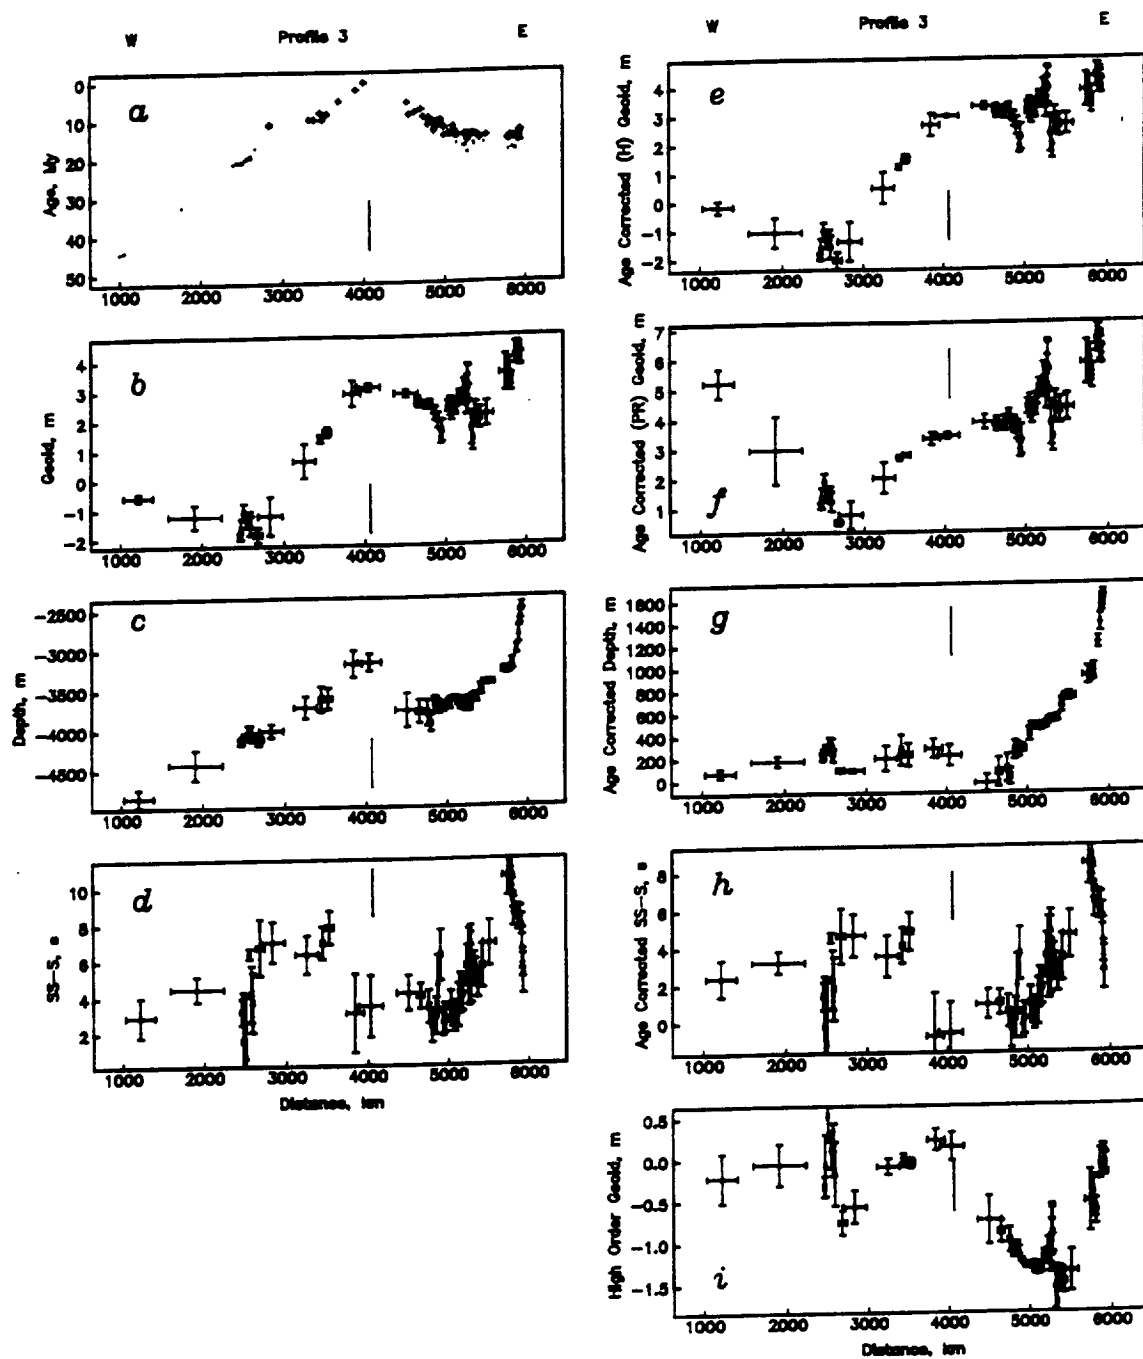 W Profile 3 E
a
Age, My
0
10
20
30
40
50
1000 2000 3000 4000 5000 6000
b
Geoid, m
4
3
2
1
0
−1
−2
1000 2000 3000 4000 5000 6000
c
Depth, m
−2500
−3000
−3500
−4000
−4500
1000 2000 3000 4000 5000 6000
d
SS−S, s
10
8
6
4
2
1000 2000 3000 4000 5000 6000
Distance, km
W Profile 3 E
e
Age Corrected (H) Geoid, m
4
3
2
1
0
−1
−2
1000 2000 3000 4000 5000 6000
f
Age Corrected (PR) Geoid, m
7
6
5
4
3
2
1
1000 2000 3000 4000 5000 6000
g
Age Corrected Depth, m
1600
1400
1200
1000
800
600
400
200
0
1000 2000 3000 4000 5000 6000
h
Age Corrected SS−S, s
8
6
4
2
0
1000 2000 3000 4000 5000 6000
i
High Order Geoid, m
0.5
0.0
−0.5
−1.0
−1.5
1000 2000 3000 4000 5000 6000
Distance, km